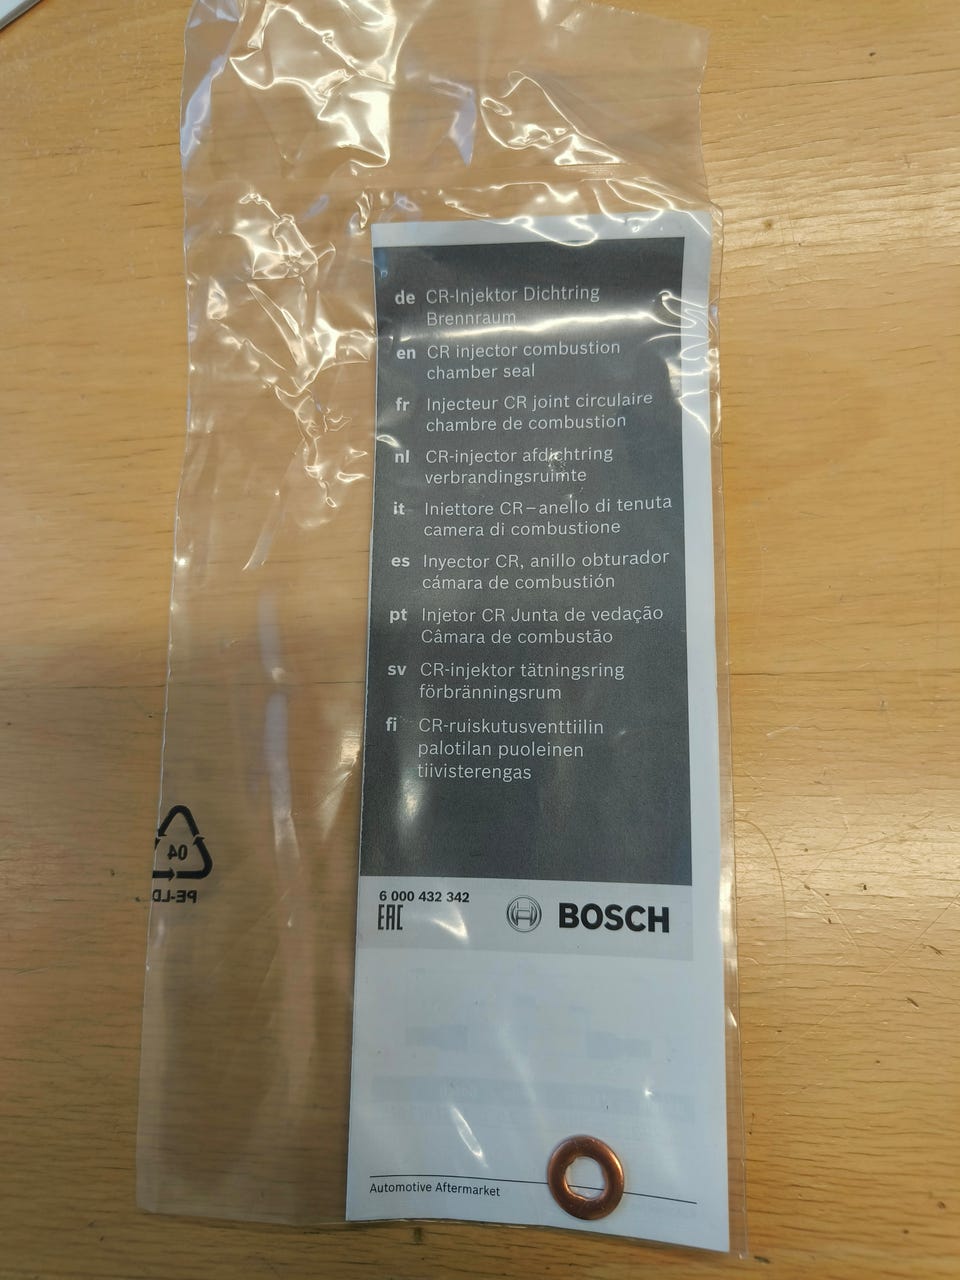 de CR-Injektor Dichtring
Brennraum
en CR injector combustion
chamber seal
fr Injecteur CR joint circulaire
chambre de combustion
nl CR-injector afdichtring
verbrandingsruimte
it Iniettore CR–anello di tenuta
camera di combustione
es Inyector CR, anillo obturador
cámara de combustión
pt Injetor CR Junta de vedação
Câmara de combustão
sv CR-injektor tätningsring
förbränningsrum
fi CR-ruiskutusventtiilin
palotilan puoleinen
tiivisterengas
04
PE-LD
6 000 432 342
EAC
BOSCH
Automotive Aftermarket